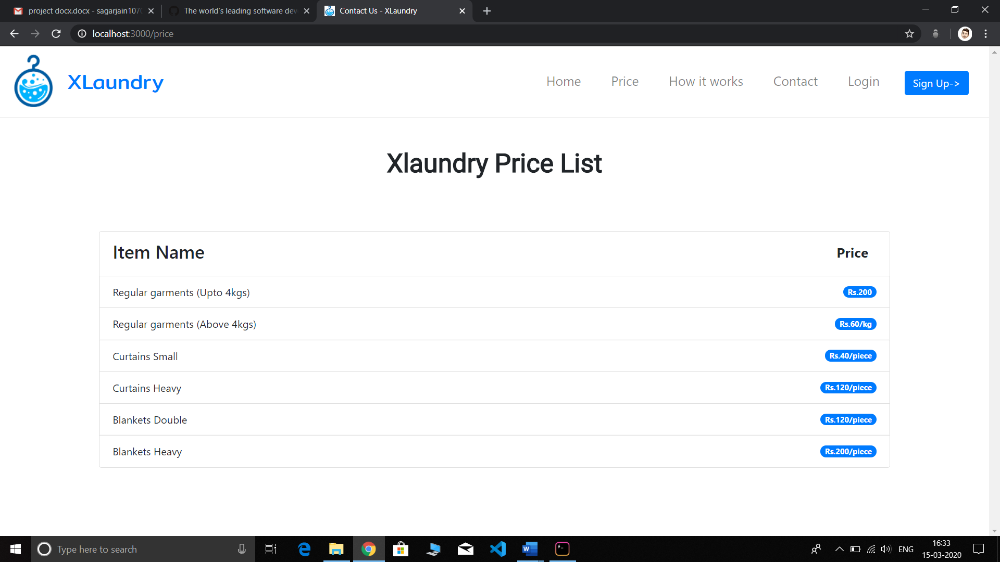 project docx.docx - sagarjain107
The world's leading software dev
Contact Us - XLaundry
localhost:3000/price
XLaundry
Home
Price
How it works
Contact
Login
Sign Up->
Xlaundry Price List
Item Name
Price
Regular garments (Upto 4kgs)
Rs.200
Regular garments (Above 4kgs)
Rs.60/kg
Curtains Small
Rs.40/piece
Curtains Heavy
Rs.120/piece
Blankets Double
Rs.120/piece
Blankets Heavy
Rs.200/piece
Type here to search
ENG
16:33
15-03-2020